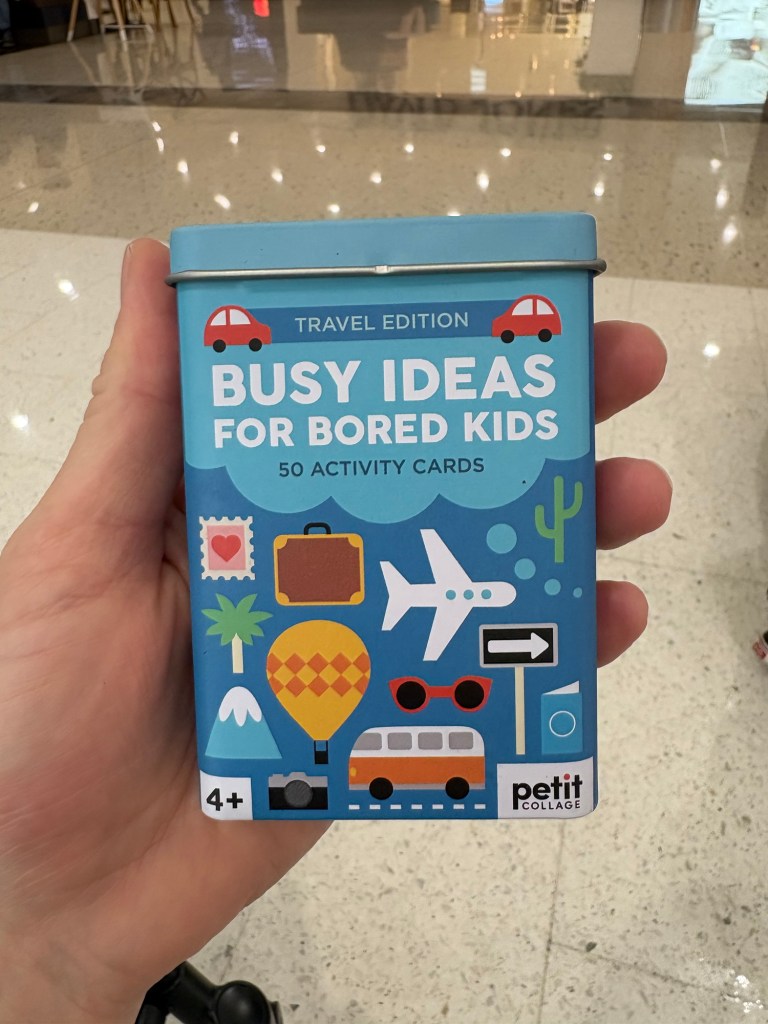 TRAVEL EDITION
BUSY IDEAS
FOR BORED KIDS
50 ACTIVITY CARDS
4+
petit
COLLAGE